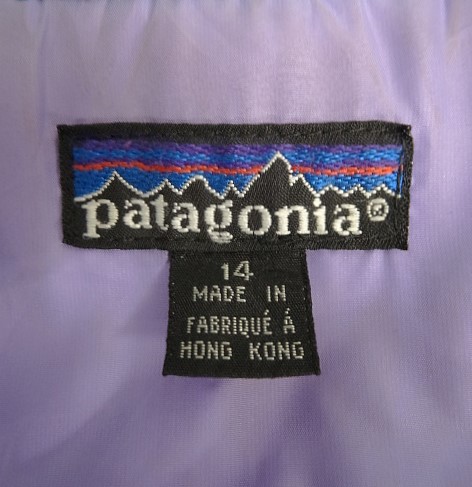 patagonia®
14
MADE IN
FABRIQUÉ Á
HONG KONG